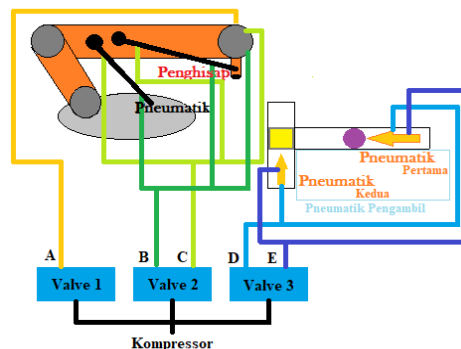 Penghisap
Pneumatik
Pneumatik
Pertama
Pneumatik
Kedua
Pneumatik Pengambil
A
B
C
D
E
Valve 1
Valve 2
Valve 3
Kompressor